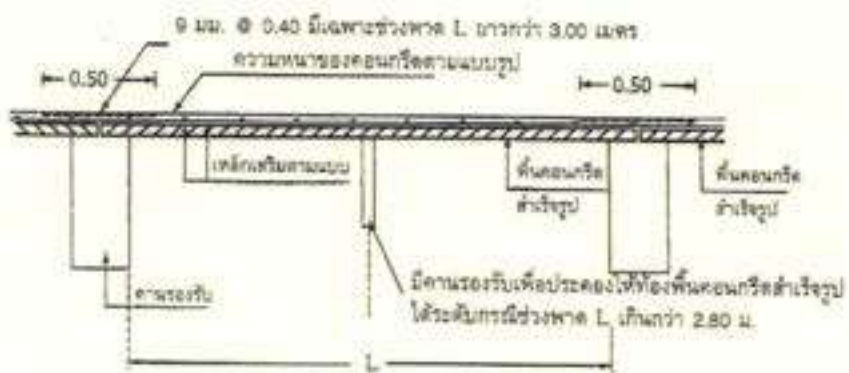 9 มม. @ 0.40 มีเฉพาะช่วงพาด L ยาวกว่า 3.00 เมตร
ความหนาของคอนกรีตตามแบบรูป
0.50
0.50
เหล็กเสริมตามแบบ
พื้นคอนกรีต
สำเร็จรูป
พื้นคอนกรีต
สำเร็จรูป
คานรองรับ
มีคานรองรับเพื่อประคองให้ท้องพื้นคอนกรีตสำเร็จรูป
ได้ระดับกรณีช่วงพาด L เกินกว่า 2.80 ม.
L